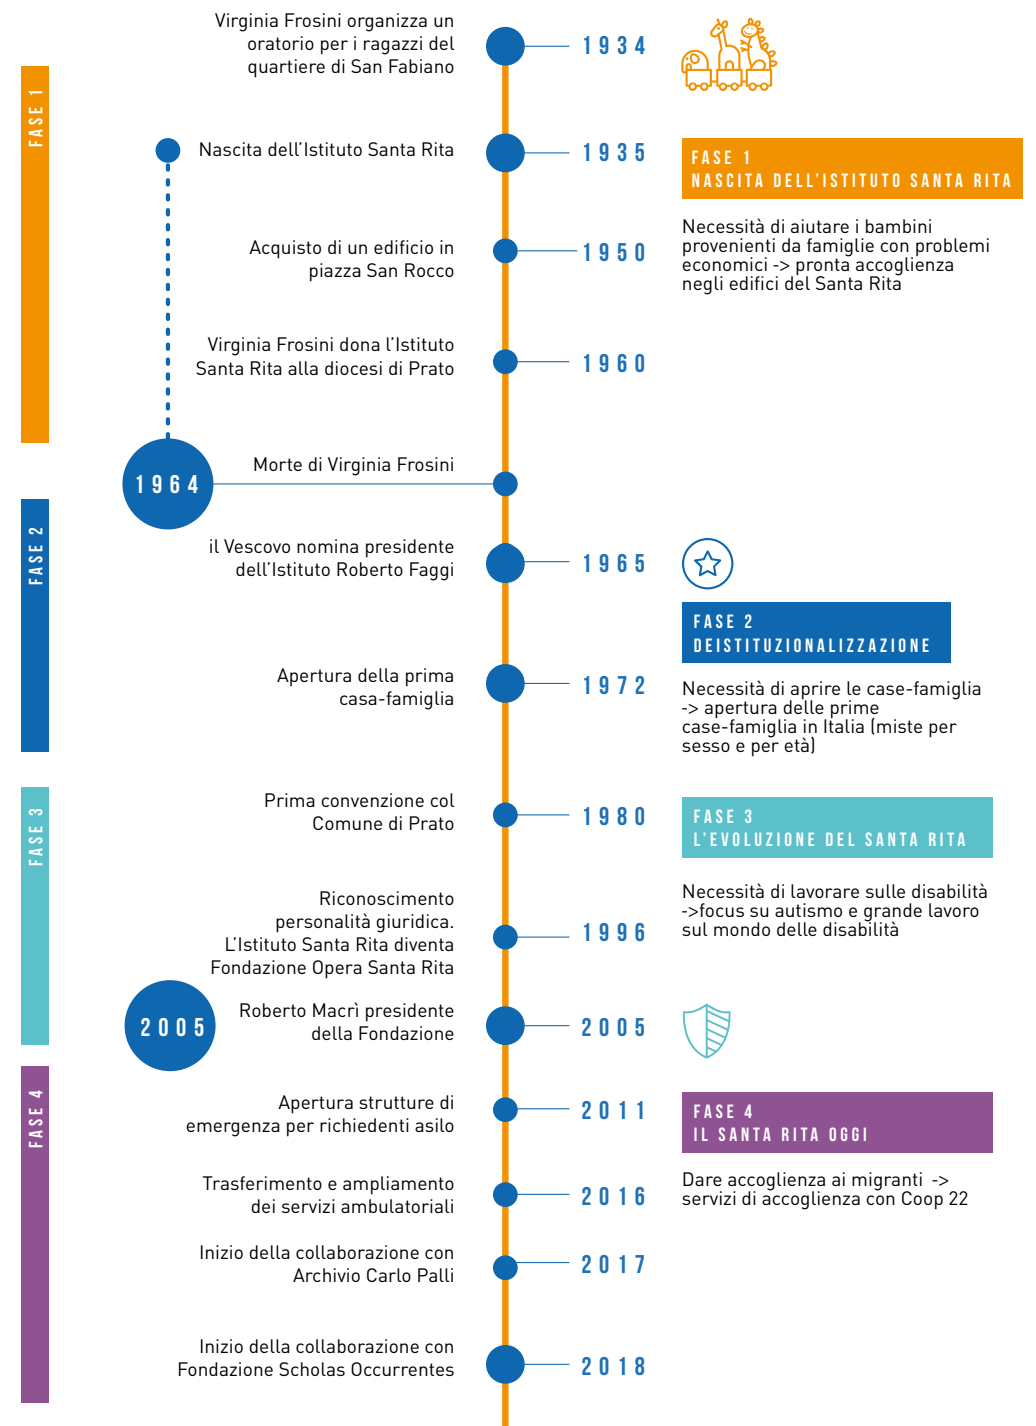 Virginia Frosini organizza un
oratorio per i ragazzi del
quartiere di San Fabiano
1934
FASE 1
Nascita dell'Istituto Santa Rita
1935
FASE 1
NASCITA DELL'ISTITUTO SANTA RITA
Necessità di aiutare i bambini
provenienti da famiglie con problemi
economici -> pronta accoglienza
negli edifici del Santa Rita
Acquisto di un edificio in
piazza San Rocco
1950
Virginia Frosini dona l'Istituto
Santa Rita alla diocesi di Prato
1960
1964
Morte di Virginia Frosini
FASE 2
il Vescovo nomina presidente
dell'Istituto Roberto Faggi
1965
FASE 2
DEISTITUZIONALIZZAZIONE
Necessità di aprire le case-famiglia
-> apertura delle prime
case-famiglia in Italia (miste per
sesso e per età)
Apertura della prima
casa-famiglia
1972
FASE 3
Prima convenzione col
Comune di Prato
1980
FASE 3
L'EVOLUZIONE DEL SANTA RITA
Necessità di lavorare sulle disabilità
->focus su autismo e grande lavoro
sul mondo delle disabilità
Riconoscimento
personalità giuridica.
L'Istituto Santa Rita diventa
Fondazione Opera Santa Rita
1996
2005
Roberto Macrì presidente
della Fondazione
2005
FASE 4
Apertura strutture di
emergenza per richiedenti asilo
2011
FASE 4
IL SANTA RITA OGGI
Dare accoglienza ai migranti ->
servizi di accoglienza con Coop 22
Trasferimento e ampliamento
dei servizi ambulatoriali
2016
Inizio della collaborazione con
Archivio Carlo Palli
2017
Inizio della collaborazione con
Fondazione Scholas Occurrentes
2018